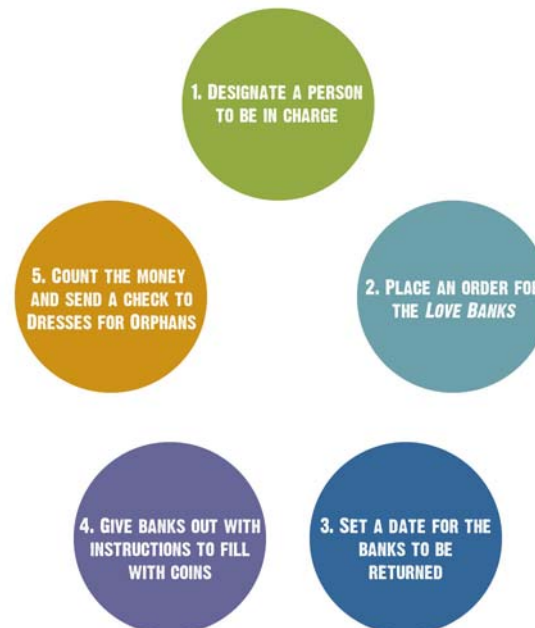 1. DESIGNATE A PERSON
TO BE IN CHARGE
2. PLACE AN ORDER FOR
THE LOVE BANKS
3. SET A DATE FOR THE
BANKS TO BE
RETURNED
4. GIVE BANKS OUT WITH
INSTRUCTIONS TO FILL
WITH COINS
5. COUNT THE MONEY
AND SEND A CHECK TO
DRESSES FOR ORPHANS